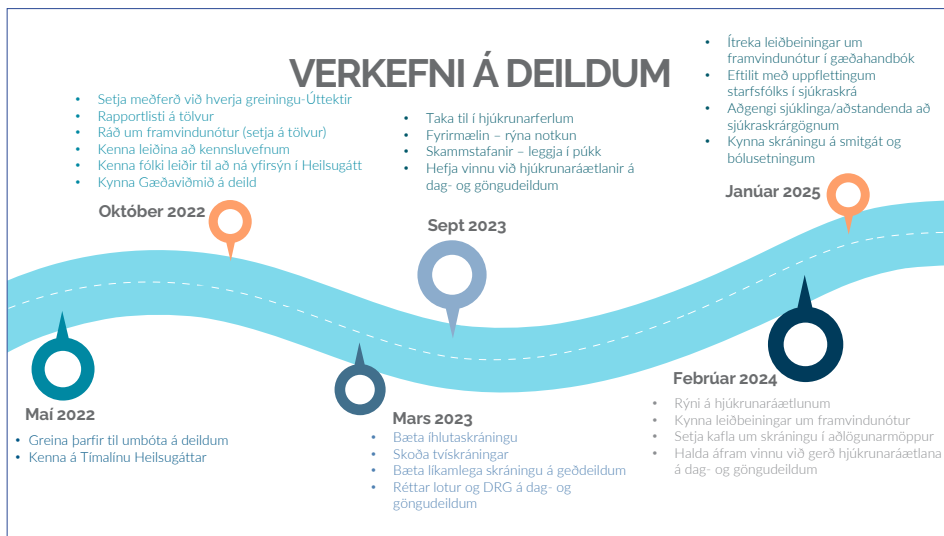 VERKEFNI Á DEILDUM
• Setja meðferð við hverja greiningu-Úttektir
• Rapportlisti á tölvur
• Ráð um framvindunótur (setja á tölvur)
• Kenna leiðina að kennsluvefnum
• Kenna fólki leiðir til að ná yfirsýn í Heilsugátt
• Kynna Gæðaviðmið á deild
Október 2022
• Taka til í hjúkrunarferlum
• Fyrirmælin – rýna notkun
• Skammstafanir – leggja í púkk
• Hefja vinnu við hjúkrunaráætlanir á
dag- og göngudeildum
Sept 2023
• Ítreka leiðbeiningar um
framvindunótur í gæðahandbók
• Eftilit með uppflettingum
starfsfólks í sjúkraskrá
• Aðgengi sjúklinga/aðstandenda að
sjúkraskrárgögnum
• Kynna skráningu á smitgát og
bólusetningum
Janúar 2025
Maí 2022
• Greina þarfir til umbóta á deildum
• Kenna á Tímalínu Heilsugáttar
Mars 2023
• Bæta íhlutaskráningu
• Skoða tvískráningar
• Bæta líkamlega skráningu á geðdeildum
• Réttar lotur og DRG á dag- og
göngudeildum
Febrúar 2024
• Rýni á hjúkrunaráætlunum
• Kynna leiðbeiningar um framvindunótur
• Setja kafla um skráningu í aðlögunarmöppur
• Halda áfram vinnu við gerð hjúkrunaráætlana
á dag- og göngudeildum